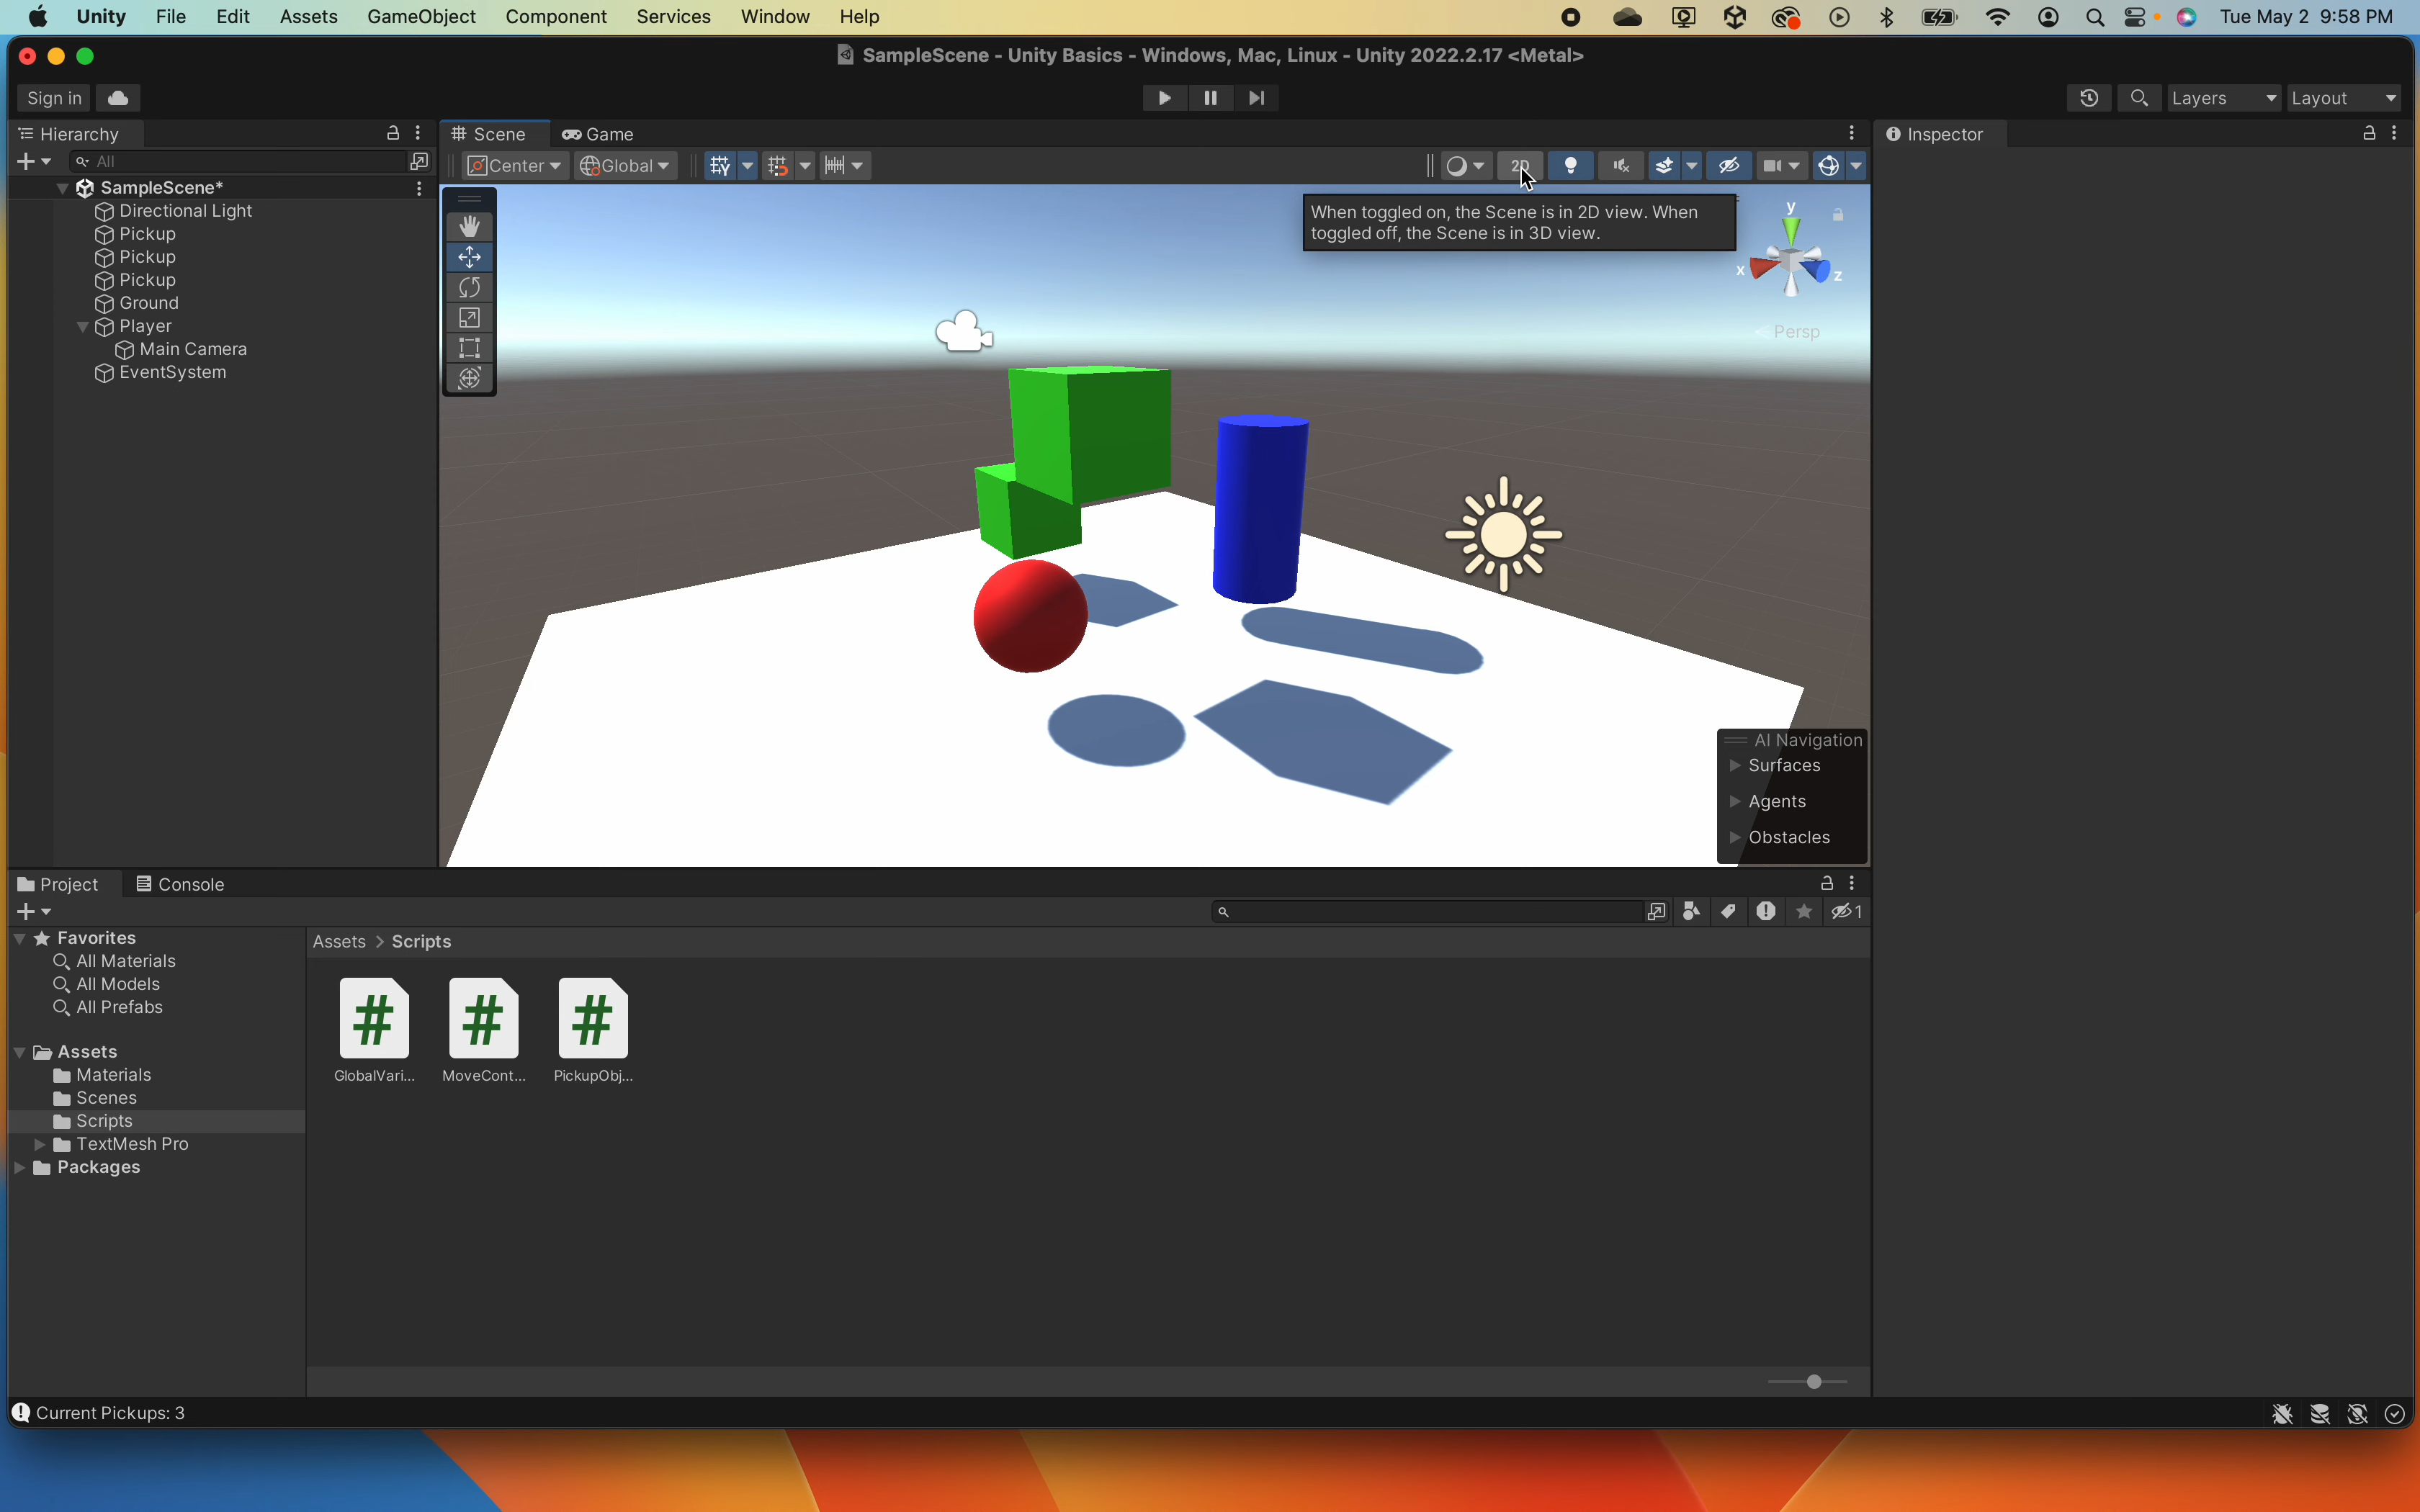 Unity File Edit Assets GameObject Component Services Window Help Tue May 2 9:58 PM
SampleScene - Unity Basics - Windows, Mac, Linux - Unity 2022.2.17 <Metal>
Sign in Layers Layout
Hierarchy Scene Game Inspector
All Center Global 2D
SampleScene*
When toggled on, the Scene is in 2D view. When
toggled off, the Scene is in 3D view.
y
x
z
Persp
Directional Light
Pickup
Pickup
Pickup
Ground
Player
Main Camera
EventSystem
AI Navigation
Surfaces
Agents
Obstacles
Project Console
1
Favorites
All Materials
All Models
All Prefabs
Assets
Materials
Scenes
Scripts
TextMesh Pro
Packages
Assets > Scripts
# # #
GlobalVari... MoveCont... PickupObj...
Current Pickups: 3